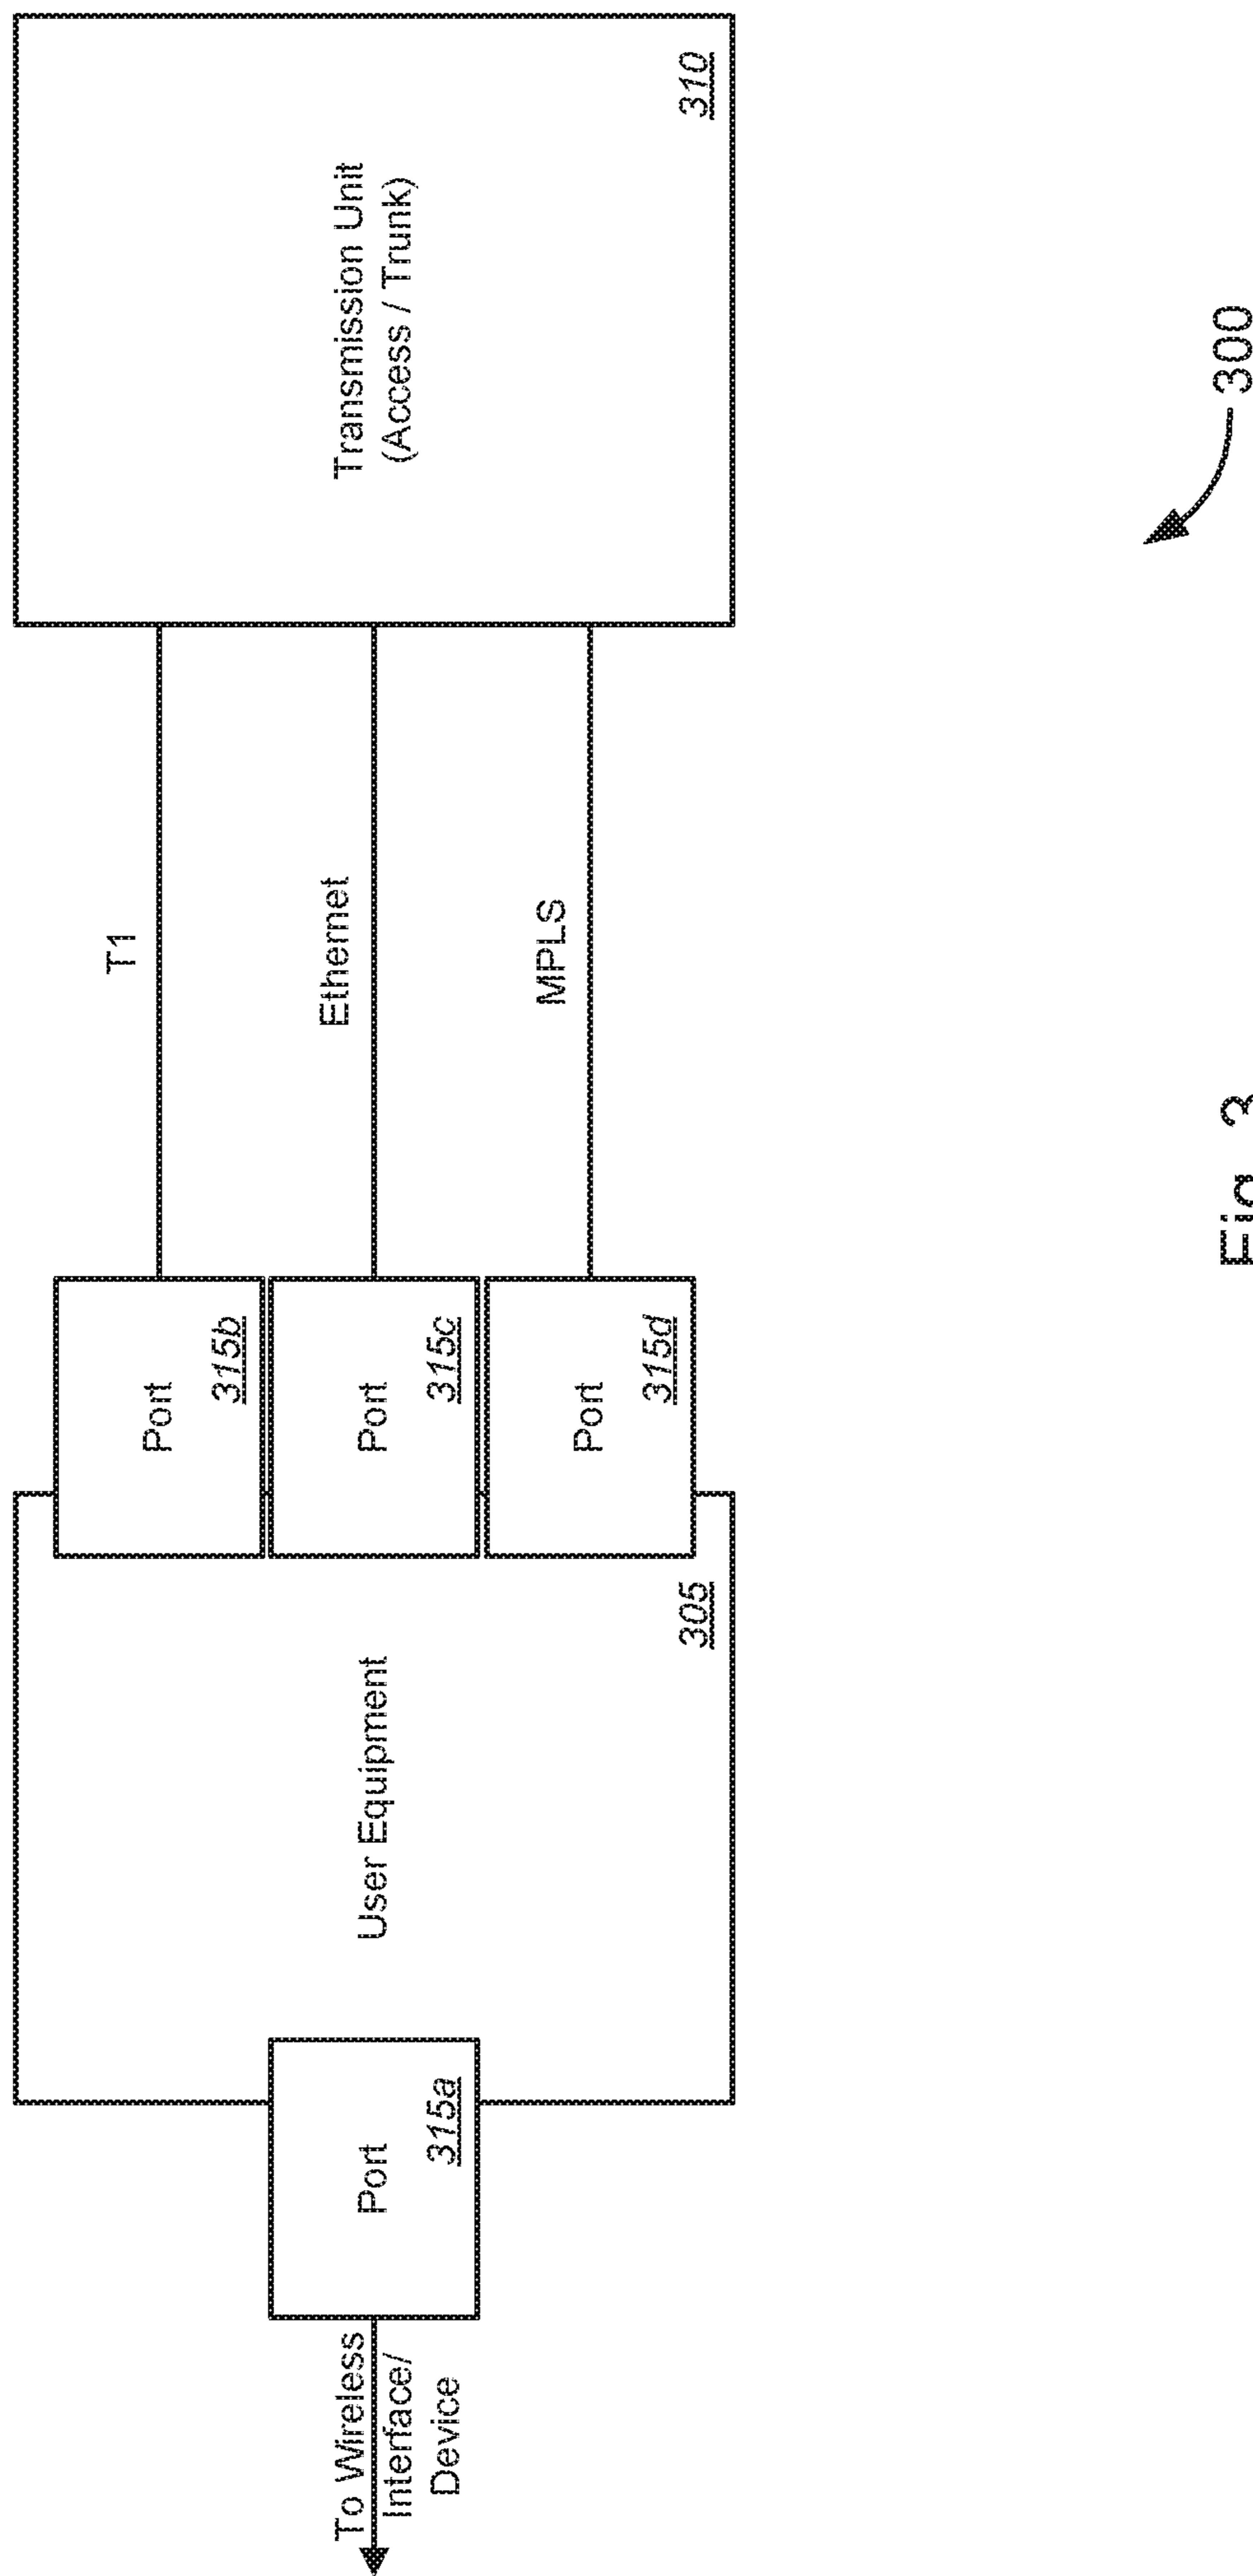 To Wireless
Interface/
Device
Port
315a
User Equipment
305
Port
315b
Port
315c
Port
315d
T1
Ethernet
MPLS
Transmission Unit
(Access / Trunk)
310
300
Fig. 3